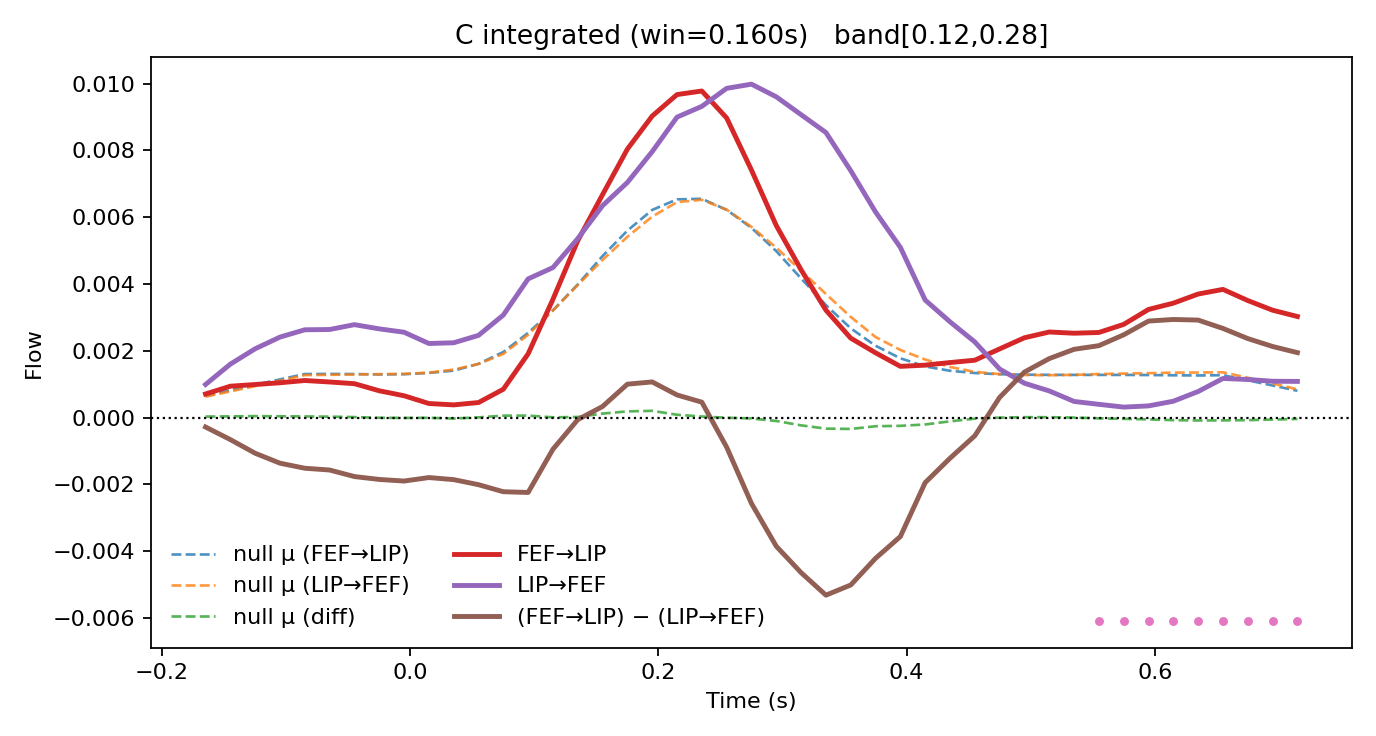 C integrated (win=0.160s)   band[0.12,0.28]
0.010
0.008
0.006
0.004
0.002
0.000
−0.002
−0.004
−0.006
Flow
null μ (FEF→LIP)
null μ (LIP→FEF)
null μ (diff)
FEF→LIP
LIP→FEF
(FEF→LIP) − (LIP→FEF)
−0.2
0.0
0.2
0.4
0.6
Time (s)